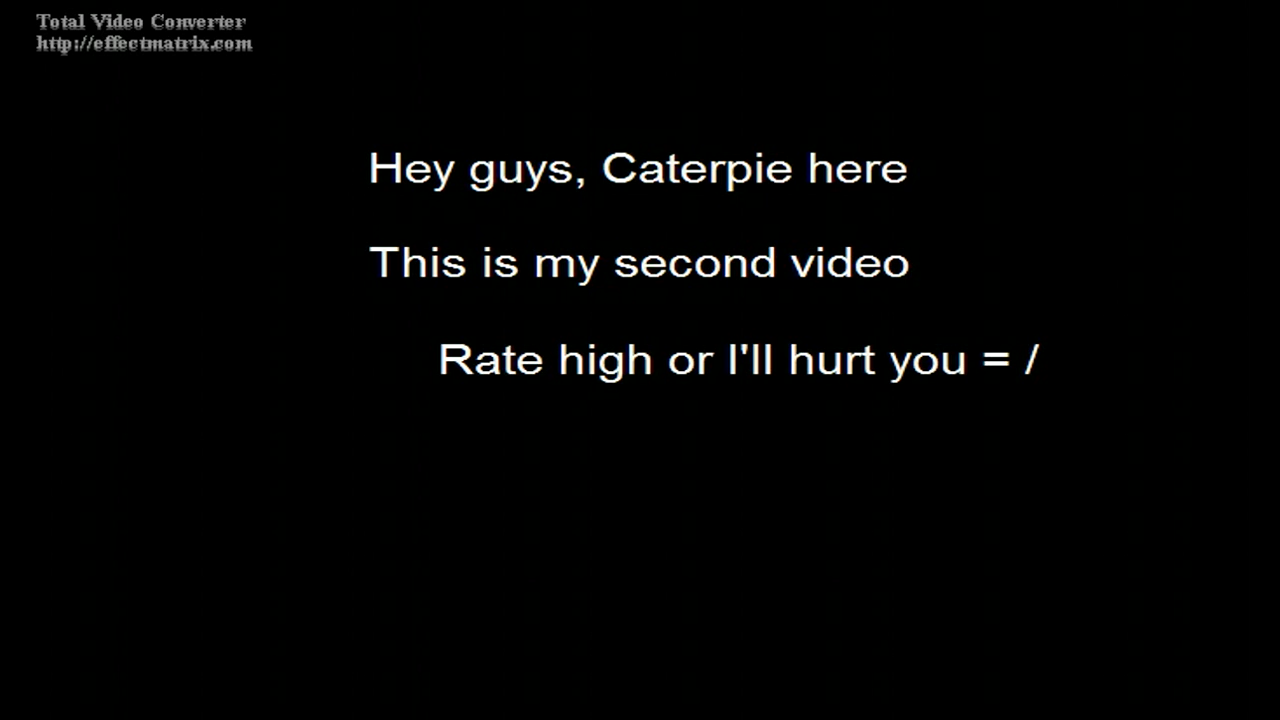 Total Video Converter
http://effectmatrix.com
Hey guys, Caterpie here
This is my second video
Rate high or I'll hurt you = /